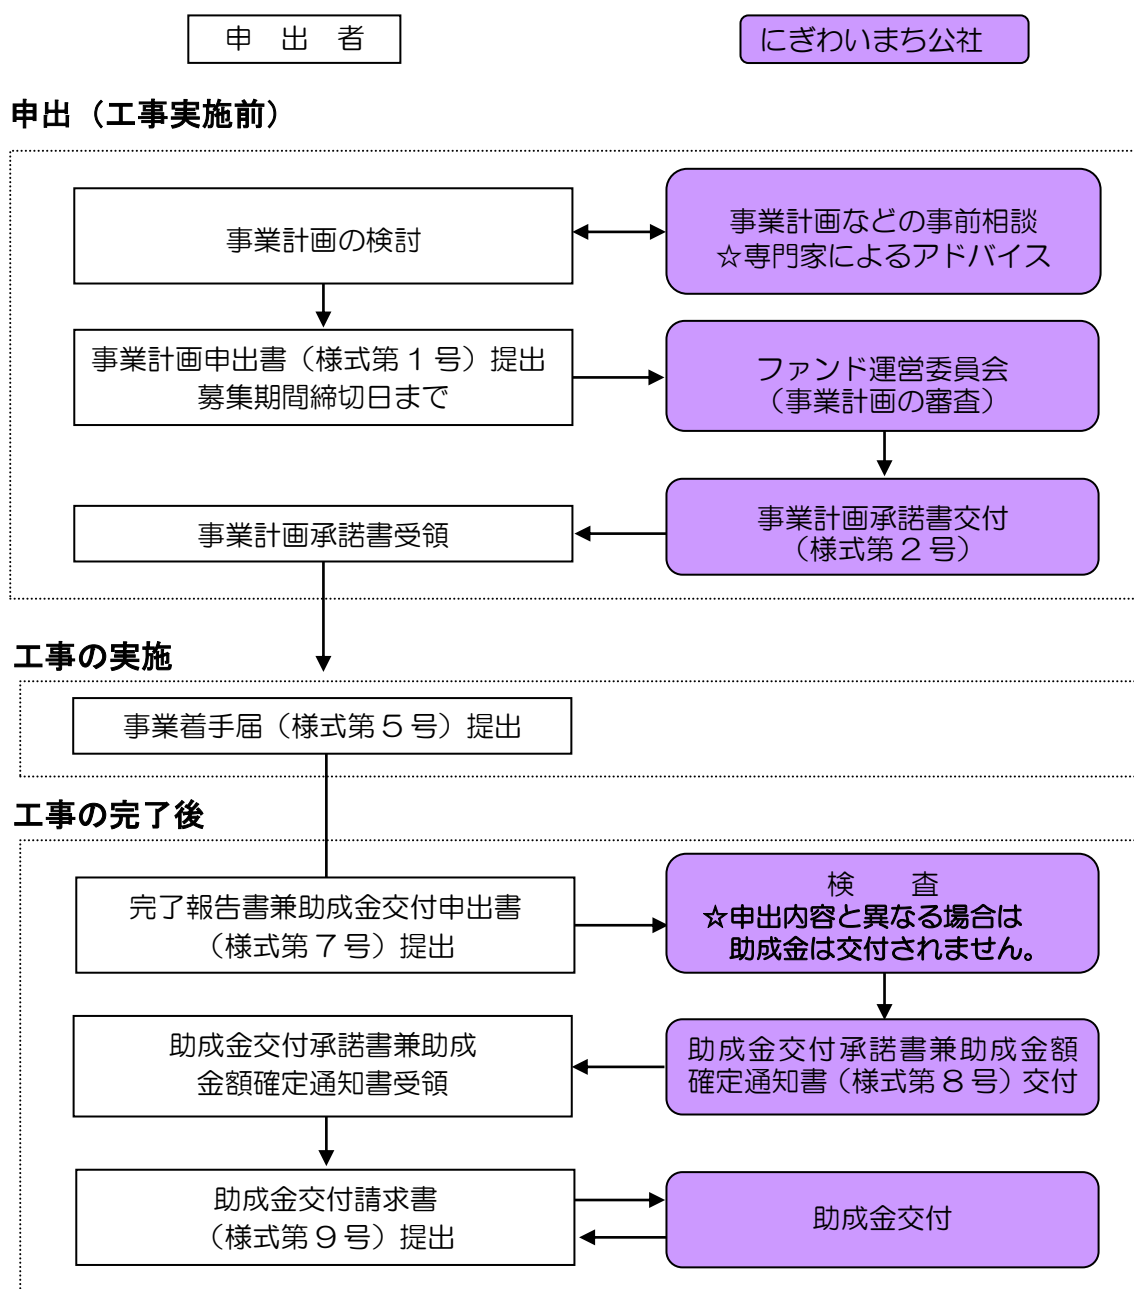 申　出　者
にぎわいまち公社
申出（工事実施前）
事業計画の検討
事業計画などの事前相談
☆専門家によるアドバイス
事業計画申出書（様式第１号）提出
募集期間締切日まで
ファンド運営委員会
（事業計画の審査）
事業計画承諾書受領
事業計画承諾書交付
（様式第２号）
工事の実施
事業着手届（様式第５号）提出
工事の完了後
完了報告書兼助成金交付申出書
（様式第７号）提出
検　　査
☆申出内容と異なる場合は
助成金は交付されません。
助成金交付承諾書兼助成
金額確定通知書受領
助成金交付承諾書兼助成金額
確定通知書（様式第８号）交付
助成金交付請求書
（様式第９号）提出
助成金交付